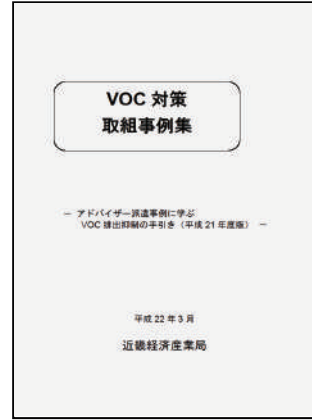 VOC 対策
取組事例集
－ アドバイザー派遣事例に学ぶ
VOC 排出抑制の手引き（平成 21 年度版） －
平成 22 年 3 月
近畿経済産業局